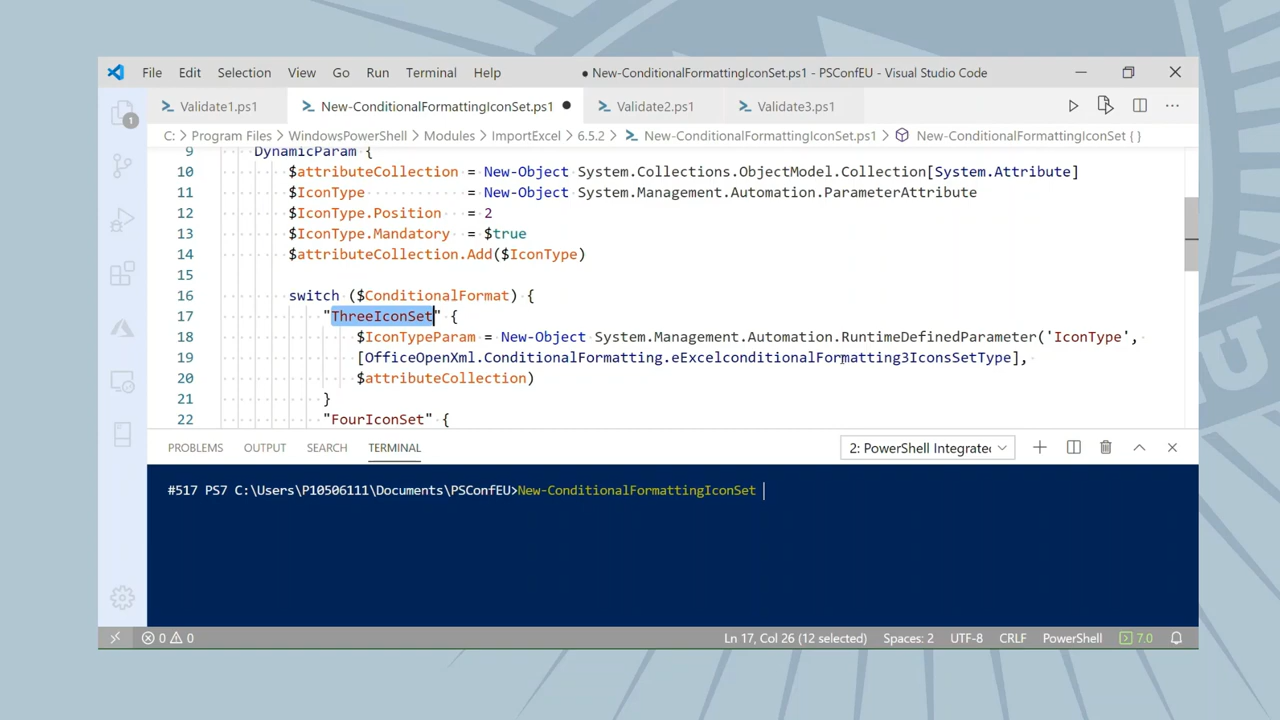 File Edit Selection View Go Run Terminal Help ● New-ConditionalFormattingIconSet.ps1 - PSConfEU - Visual Studio Code
Validate1.ps1 New-ConditionalFormattingIconSet.ps1 Validate2.ps1 Validate3.ps1
C: > Program Files > WindowsPowerShell > Modules > ImportExcel > 6.5.2 > New-ConditionalFormattingIconSet.ps1 > New-ConditionalFormattingIconSet { }
1
9 DynamicParam {
10 $attributeCollection = New-Object System.Collections.ObjectModel.Collection[System.Attribute]
11 $IconType = New-Object System.Management.Automation.ParameterAttribute
12 $IconType.Position = 2
13 $IconType.Mandatory = $true
14 $attributeCollection.Add($IconType)
15
16 switch ($ConditionalFormat) {
17 "ThreeIconSet" {
18 $IconTypeParam = New-Object System.Management.Automation.RuntimeDefinedParameter('IconType',
19 [OfficeOpenXml.ConditionalFormatting.eExcelconditionalFormatting3IconsSetType],
20 $attributeCollection)
21 }
22 "FourIconSet" {
PROBLEMS OUTPUT SEARCH TERMINAL 2: PowerShell Integrated
#517 PS7 C:\Users\P10506111\Documents\PSConfEU>New-ConditionalFormattingIconSet
0 0 Ln 17, Col 26 (12 selected) Spaces: 2 UTF-8 CRLF PowerShell 7.0